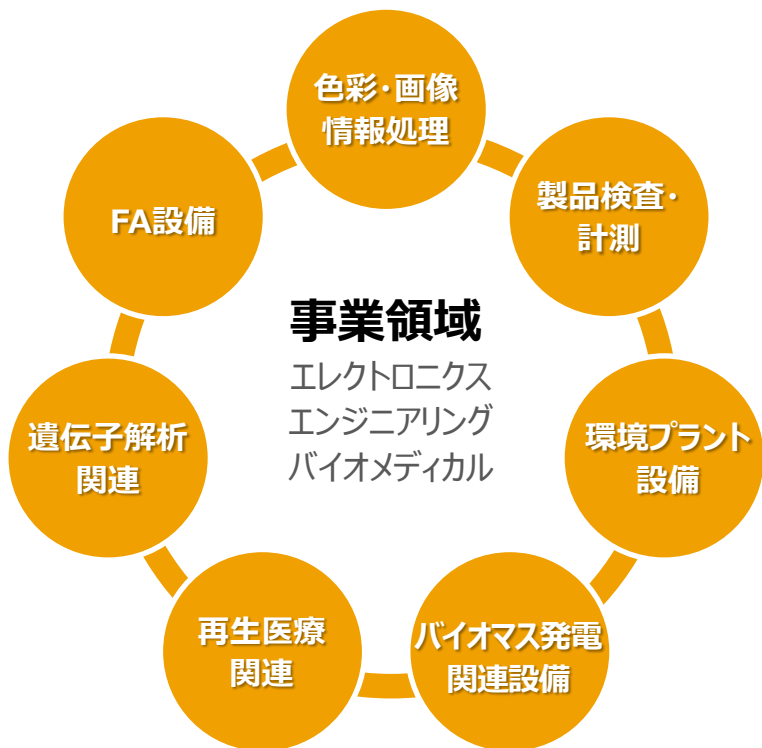 色彩・画像
情報処理
製品検査・
計測
FA設備
事業領域
エレクトロニクス
エンジニアリング
バイオメディカル
遺伝子解析
関連
環境プラント
設備
再生医療
関連
バイオマス発電
関連設備